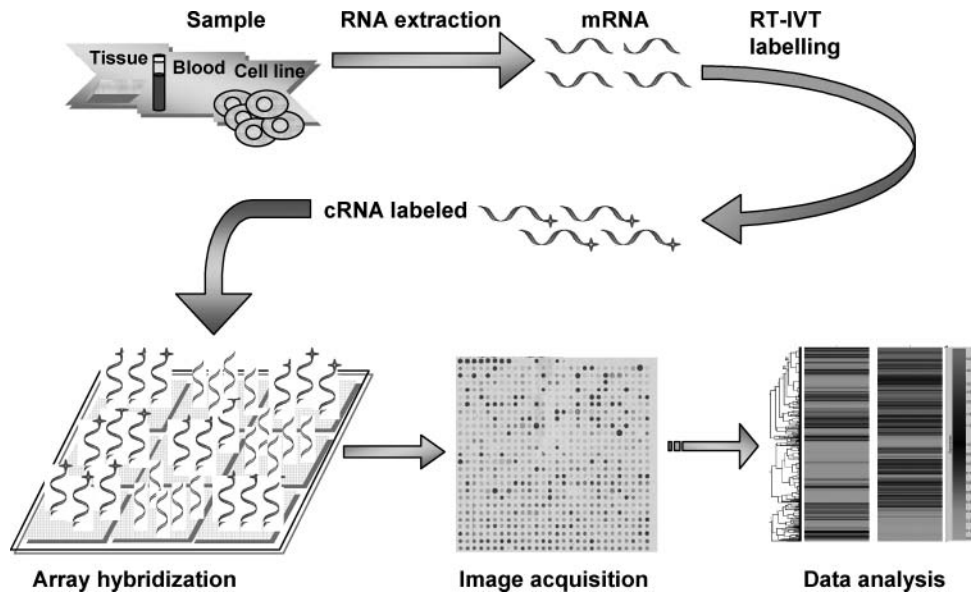 Sample
Tissue
Blood
Cell line
RNA extraction
mRNA
RT-IVT
labelling
cRNA labeled
Array hybridization
Image acquisition
Data analysis